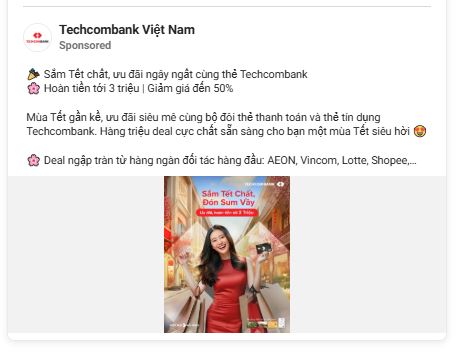 Techcombank Việt Nam
Sponsored
🎉 Sắm Tết chất, ưu đãi ngây ngất cùng thẻ Techcombank
🌸 Hoàn tiền tới 3 triệu | Giảm giá đến 50%
Mùa Tết gần kề, ưu đãi siêu mê cùng bộ đôi thẻ thanh toán và thẻ tín dụng
Techcombank. Hàng triệu deal cực chất sẵn sàng cho bạn một mùa Tết siêu hời 🤩
🌸 Deal ngập tràn từ hàng ngàn đối tác hàng đầu: AEON, Vincom, Lotte, Shopee,...
TECHCOMBANK
Sắm Tết Chất,
Đón Sum Vầy
Ưu đãi, hoàn tiền tới 3 Triệu